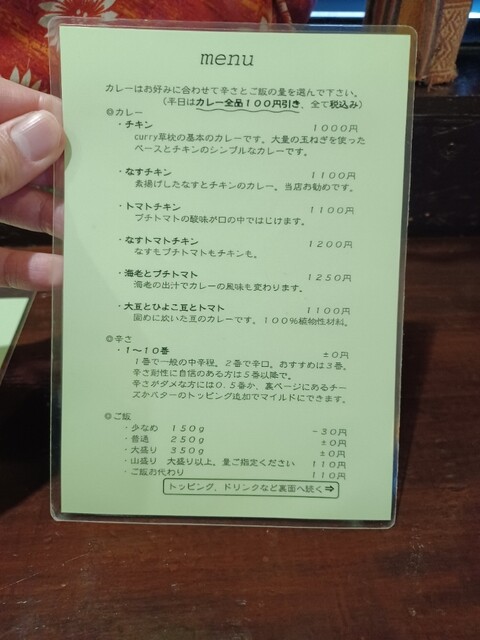 menu
カレーはお好みに合わせて辛さとご飯の量を選んで下さい。
(平日はカレー全品100円引き、全て税込み)
◎カレー
・チキン 1000円
curry草枕の基本のカレーです。大量の玉ねぎを使った
ベースとチキンのシンプルなカレーです。
・なすチキン 1100円
素揚げしたなすとチキンのカレー。当店お勧めです。
・トマトチキン 1100円
プチトマトの酸味が口の中ではじけます。
・なすトマトチキン 1200円
なすもプチトマトもチキンも。
・海老とプチトマト 1250円
海老の出汁でカレーの風味も変わります。
・大豆とひよこ豆とトマト 1100円
固めに炊いた豆のカレーです。100%植物性材料。
◎辛さ
・1〜10番 ±0円
1番で一般の中辛程。2番で辛口。おすすめは3番。
辛さ耐性に自信のある方は5番以降で。
辛さがダメな方には0.5番か、裏ページにあるチー
ズかバターのトッピング追加でマイルドにできます。
◎ご飯
・少なめ 150g -30円
・普通 250g ±0円
・大盛り 350g ±0円
・山盛り 大盛り以上。量ご指定ください 110円
・ご飯お代わり 110円
トッピング、ドリンクなど裏面へ続く⇒